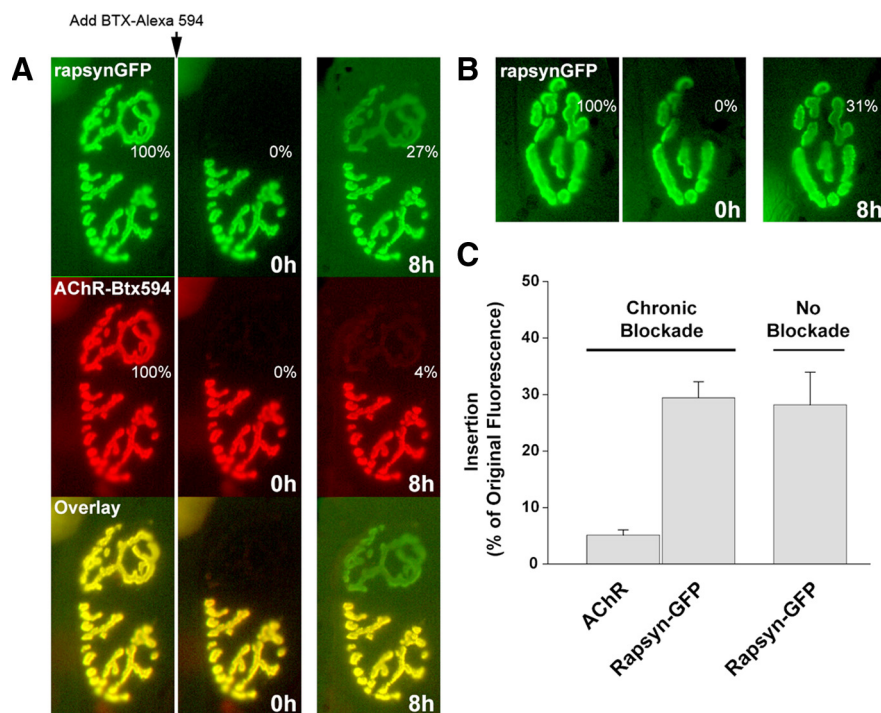 Add BTX-Alexa 594
A
rapsynGFP
100%
0%
0h
27%
8h
AChR-Btx594
100%
0%
0h
4%
8h
Overlay
0h
8h
B
rapsynGFP
100%
0%
0h
31%
8h
C
Insertion
(% of Original Fluorescence)
50
40
30
20
10
0
Chronic
Blockade
No
Blockade
AChR
Rapsyn-GFP
Rapsyn-GFP